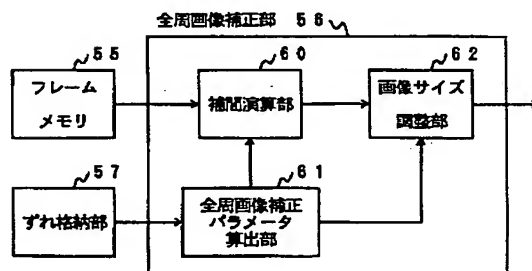 全周画像補正部 56
55
フレーム
メモリ
60
補間演算部
62
画像サイズ
調整部
57
ずれ格納部
61
全周画像補正
パラメータ
算出部